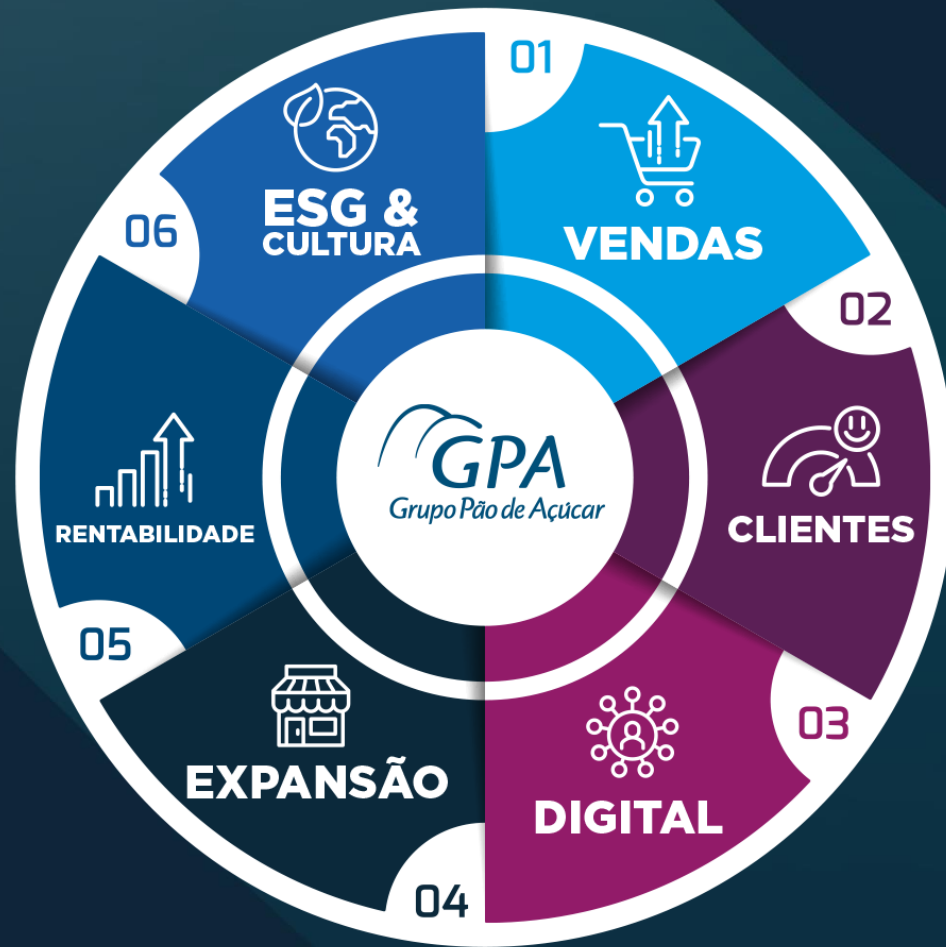 01
VENDAS
02
CLIENTES
03
DIGITAL
04
EXPANSÃO
05
RENTABILIDADE
06
ESG &
CULTURA
GPA
Grupo Pão de Açúcar